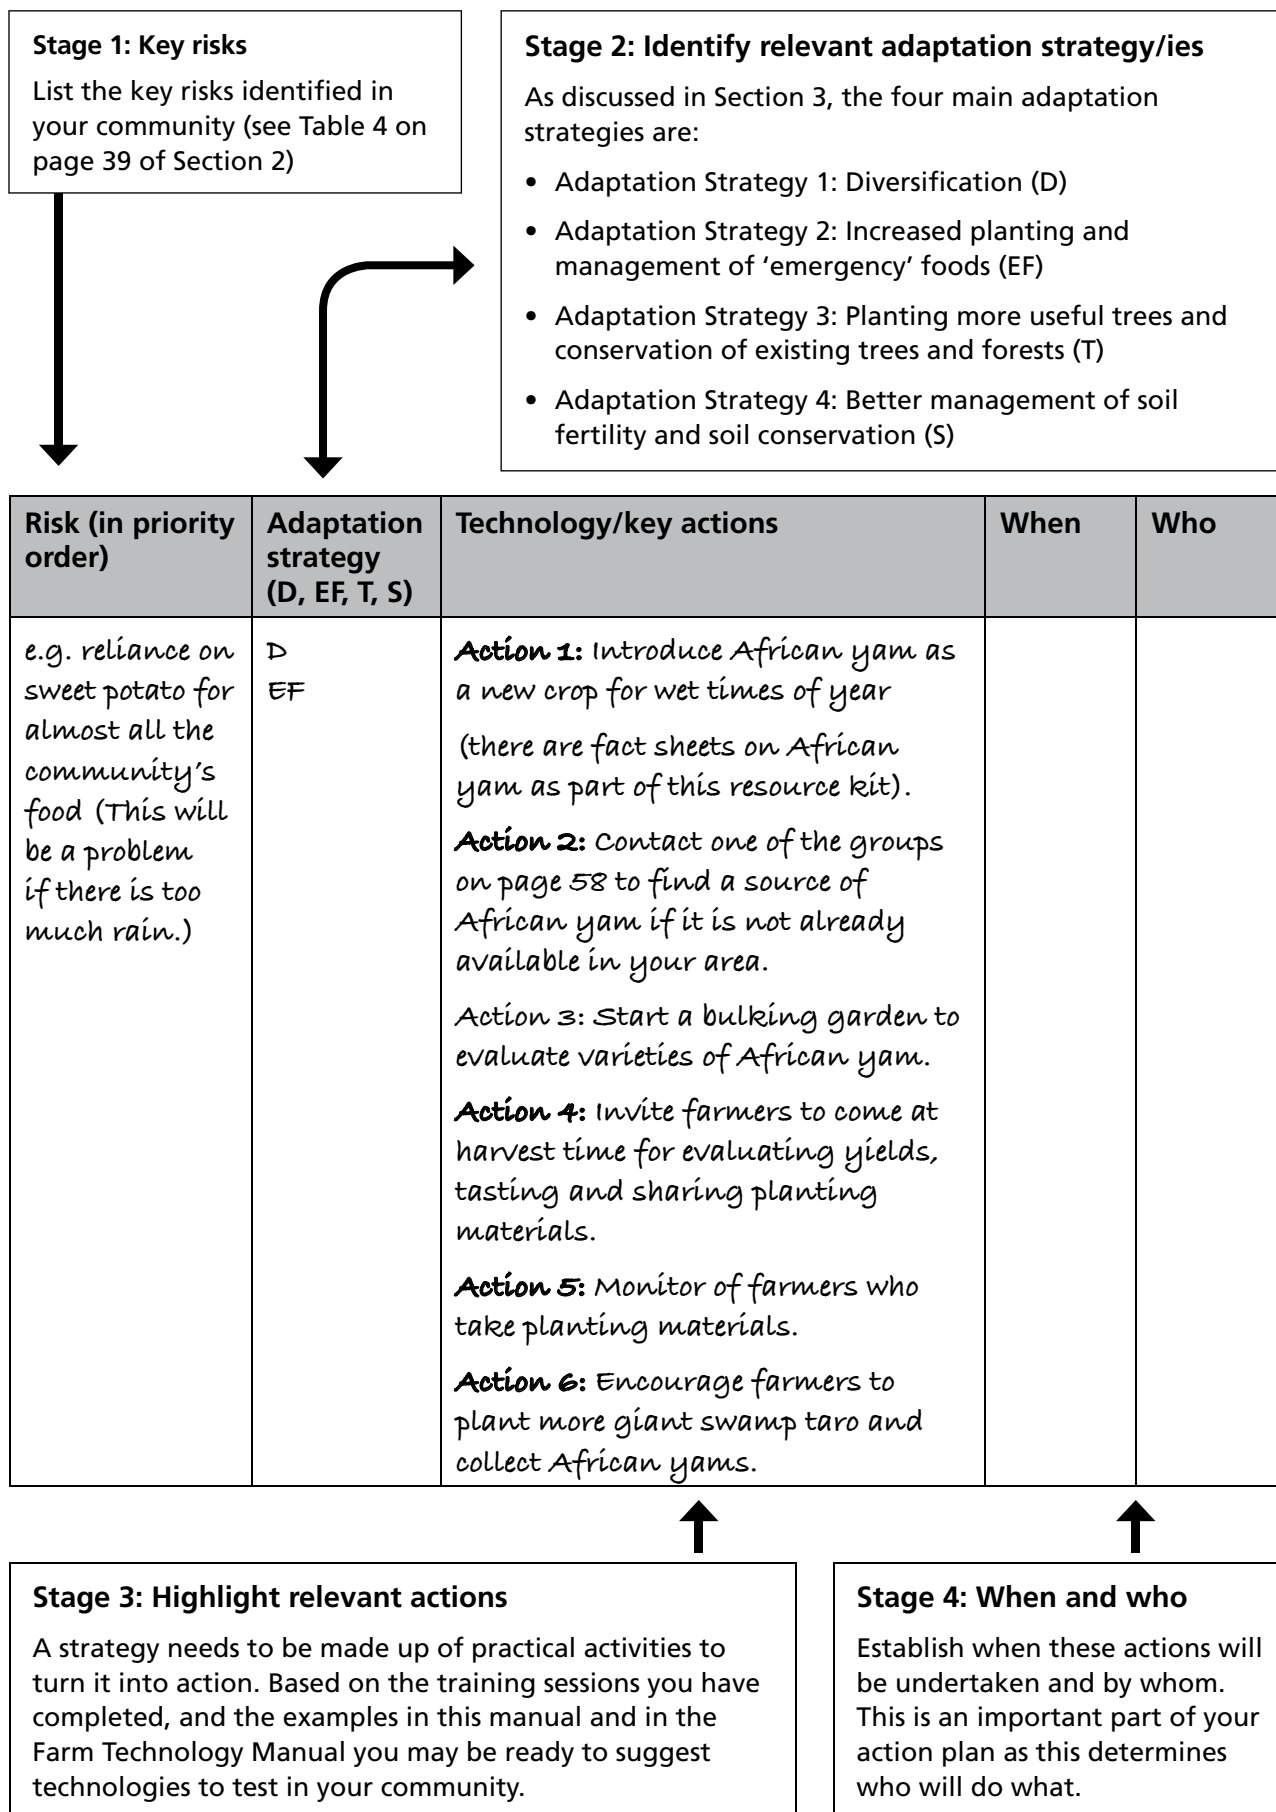 Stage 1: Key risks
List the key risks identified in
your community (see Table 4 on
page 39 of Section 2)
Stage 2: Identify relevant adaptation strategy/ies
As discussed in Section 3, the four main adaptation
strategies are:
• Adaptation Strategy 1: Diversification (D)
• Adaptation Strategy 2: Increased planting and
management of ‘emergency’ foods (EF)
• Adaptation Strategy 3: Planting more useful trees and
conservation of existing trees and forests (T)
• Adaptation Strategy 4: Better management of soil
fertility and soil conservation (S)
Risk (in priority
order)
Adaptation
strategy
(D, EF, T, S)
Technology/key actions
When
Who
e.g. reliance on
sweet potato for
almost all the
community's
food (This will
be a problem
if there is too
much rain.)
D
EF
Action 1: Introduce African yam as
a new crop for wet times of year
(there are fact sheets on African
yam as part of this resource kit).
Action 2: Contact one of the groups
on page 58 to find a source of
African yam if it is not already
available in your area.
Action 3: Start a bulking garden to
evaluate varieties of African yam.
Action 4: Invite farmers to come at
harvest time for evaluating yields,
tasting and sharing planting
materials.
Action 5: Monitor of farmers who
take planting materials.
Action 6: Encourage farmers to
plant more giant swamp taro and
collect African yams.
Stage 3: Highlight relevant actions
A strategy needs to be made up of practical activities to
turn it into action. Based on the training sessions you have
completed, and the examples in this manual and in the
Farm Technology Manual you may be ready to suggest
technologies to test in your community.
Stage 4: When and who
Establish when these actions will
be undertaken and by whom.
This is an important part of your
action plan as this determines
who will do what.